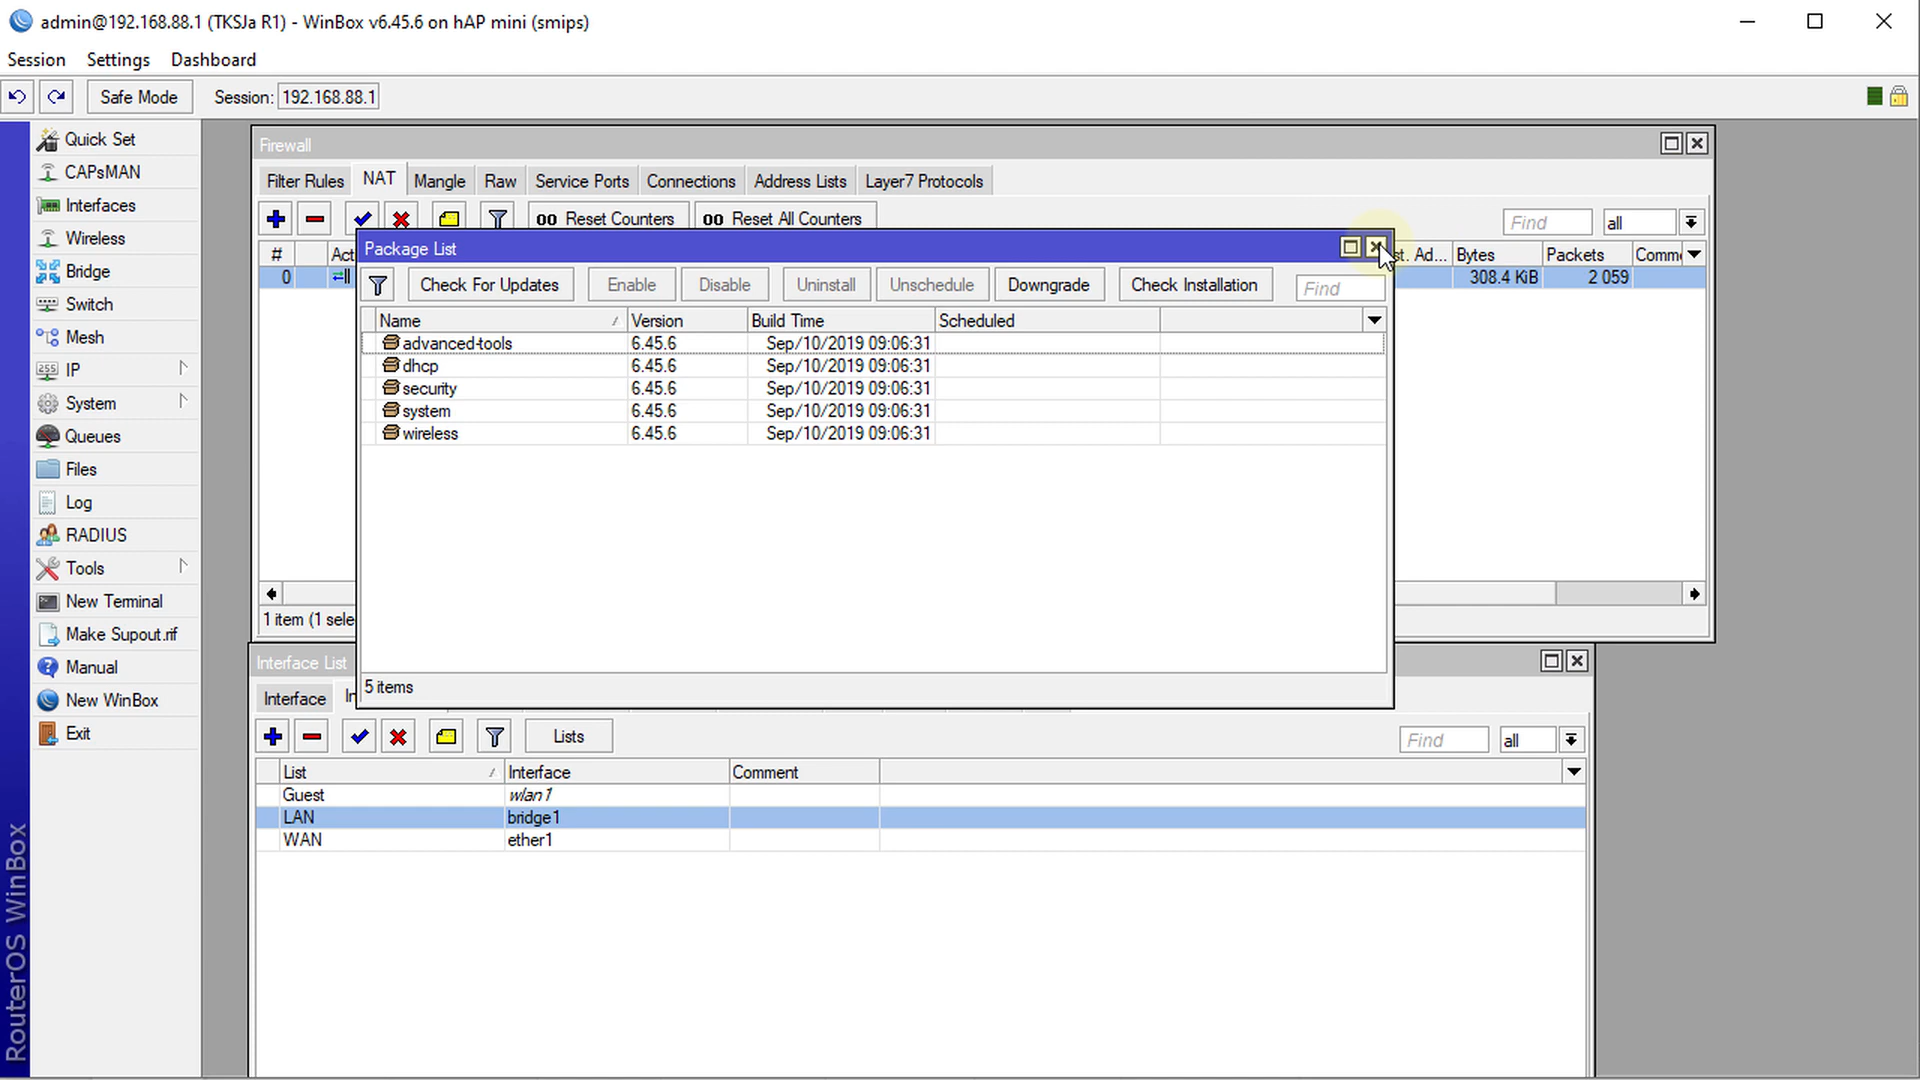 admin@192.168.88.1 (TKSJa R1) - WinBox v6.45.6 on hAP mini (smips)
Session Settings Dashboard
Safe Mode Session: 192.168.88.1
Quick Set
CAPsMAN
Interfaces
Wireless
Bridge
Switch
Mesh
IP
System
Queues
Files
Log
RADIUS
Tools
New Terminal
Make Supout.rif
Manual
New WinBox
Exit
RouterOS WinBox
Firewall
Filter Rules NAT Mangle Raw Service Ports Connections Address Lists Layer7 Protocols
00 Reset Counters 00 Reset All Counters Find all
# Act st. Ad... Bytes Packets Comm
0 308.4 KiB 2 059
1 item (1 sele
Package List
Check For Updates Enable Disable Uninstall Unschedule Downgrade Check Installation Find
Name Version Build Time Scheduled
advanced-tools 6.45.6 Sep/10/2019 09:06:31
dhcp 6.45.6 Sep/10/2019 09:06:31
security 6.45.6 Sep/10/2019 09:06:31
system 6.45.6 Sep/10/2019 09:06:31
wireless 6.45.6 Sep/10/2019 09:06:31
5 items
Interface List
Interface In
Lists Find all
List Interface Comment
Guest wlan1
LAN bridge1
WAN ether1